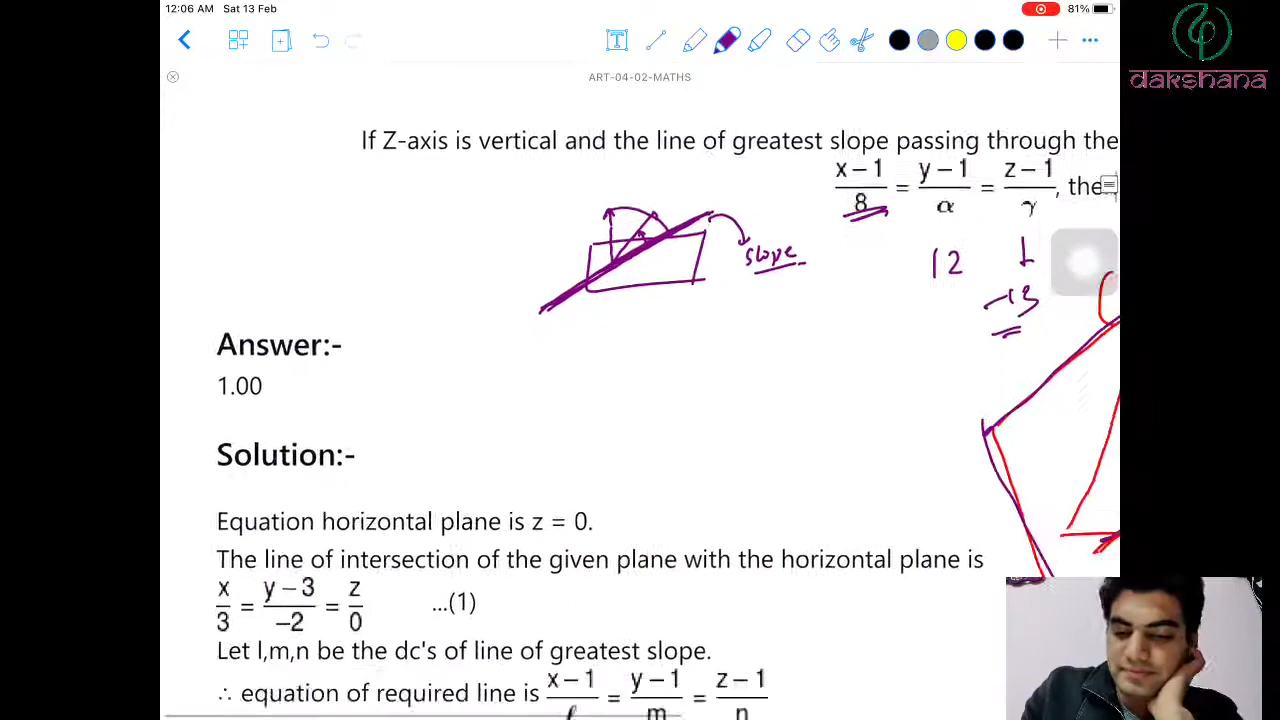 12:06 AM Sat 13 Feb
81%
dakshana
ART-04-02-MATHS
If Z-axis is vertical and the line of greatest slope passing through the
x – 1 / 8 = y – 1 / α = z – 1 / γ, the
slope
12
-13
Answer:-
1.00
Solution:-
Equation horizontal plane is z = 0.
The line of intersection of the given plane with the horizontal plane is
x / 3 = y – 3 / –2 = z / 0 ...(1)
Let l,m,n be the dc's of line of greatest slope.
∴ equation of required line is x – 1 / ℓ = y – 1 / m = z – 1 / n